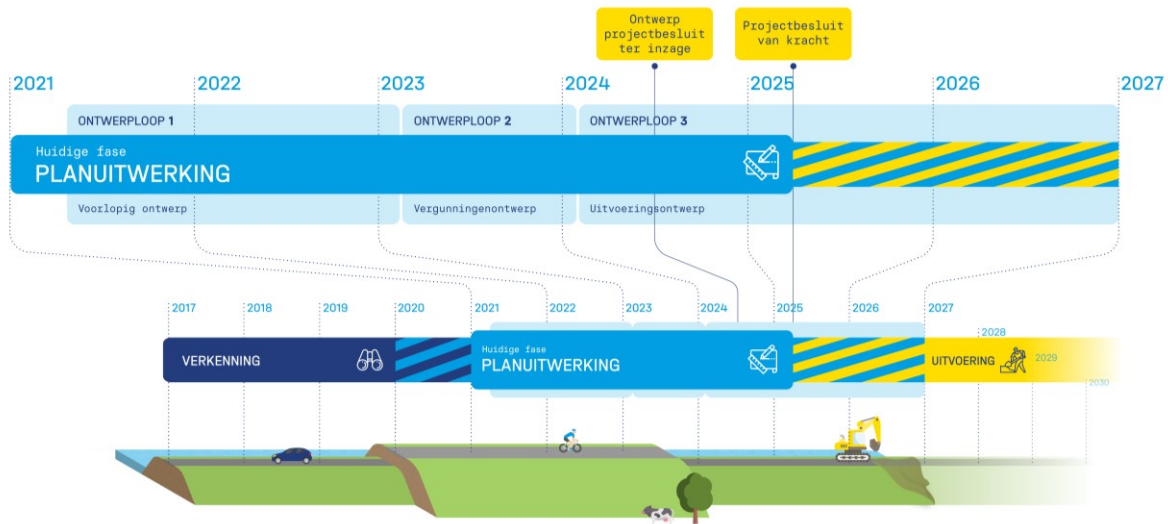 Ontwerp
projectbesluit
ter inzage
Projectbesluit
van kracht
2021
2022
2023
2024
2025
2026
2027
ONTWERPLOOP 1
ONTWERPLOOP 2
ONTWERPLOOP 3
Huidige fase
PLANUITWERKING
Voorlopig ontwerp
Vergunningenontwerp
Uitvoeringsontwerp
2017
2018
2019
2020
2021
2022
2023
2024
2025
2026
2027
2028
2029
2030
VERKENNING
Huidige fase
PLANUITWERKING
UITVOERING